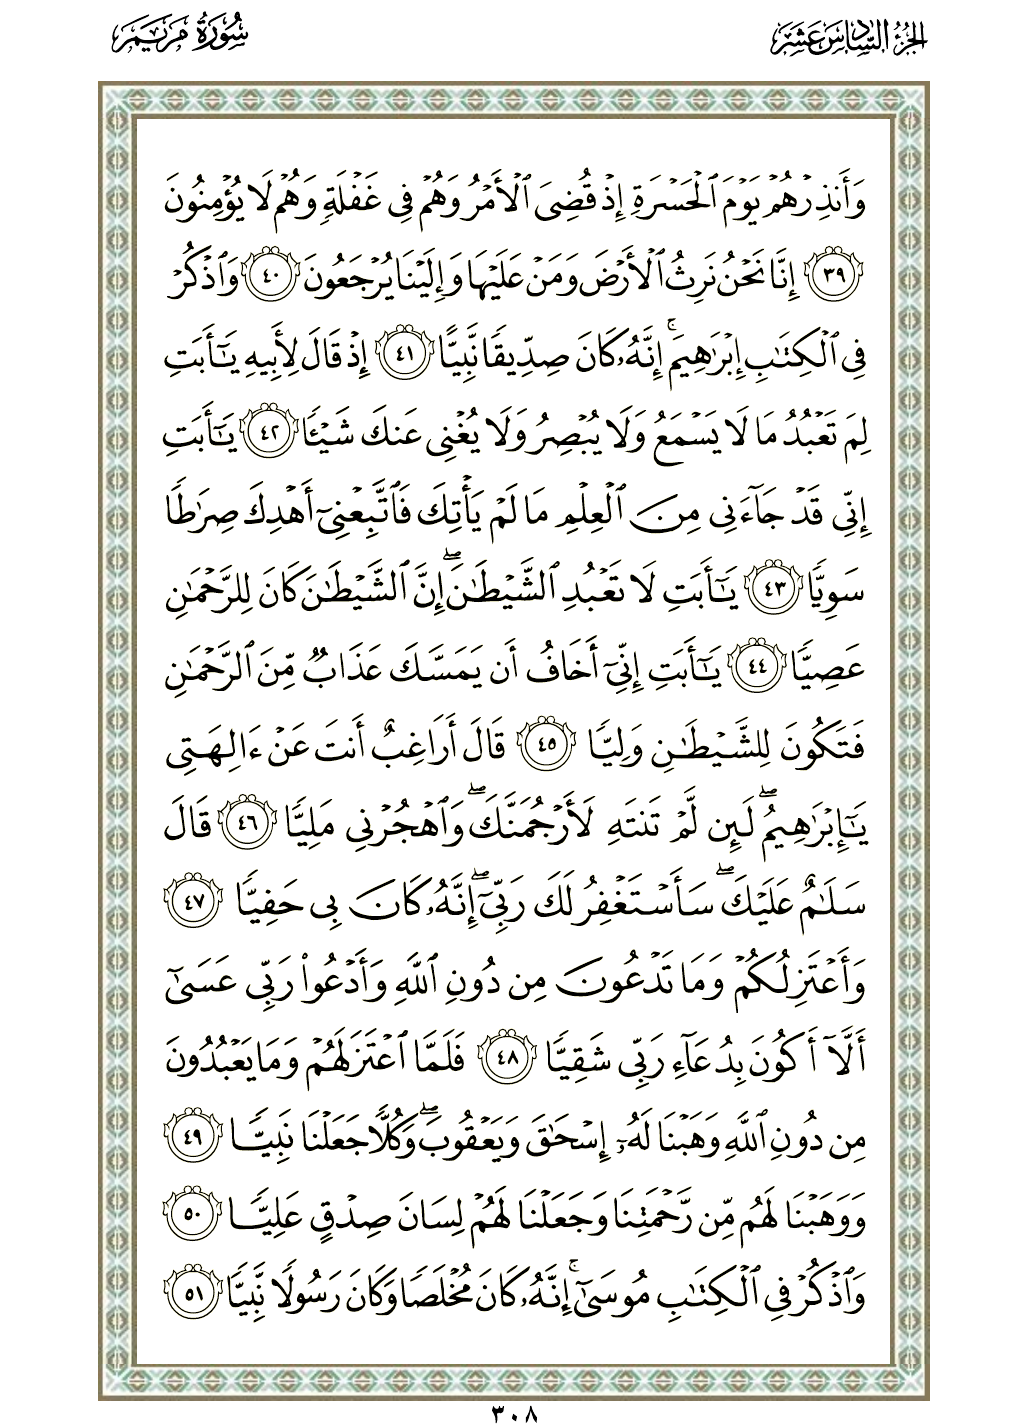 الجزء السادس عشر
سورة مريم
وَأَنذِرْهُمْ يَوْمَ ٱلْحَسْرَةِ إِذْ قُضِىَ ٱلْأَمْرُ وَهُمْ فِى غَفْلَةٍ وَهُمْ لَا يُؤْمِنُونَ
٣٩ إِنَّا نَحْنُ نَرِثُ ٱلْأَرْضَ وَمَنْ عَلَيْهَا وَإِلَيْنَا يُرْجَعُونَ ٤٠ وَٱذْكُرْ
فِى ٱلْكِتَٰبِ إِبْرَٰهِيمَ ۚ إِنَّهُۥ كَانَ صِدِّيقًا نَّبِيًّا ٤١ إِذْ قَالَ لِأَبِيهِ يَٰٓأَبَتِ
لِمَ تَعْبُدُ مَا لَا يَسْمَعُ وَلَا يُبْصِرُ وَلَا يُغْنِى عَنكَ شَيْـًٔا ٤٢ يَٰٓأَبَتِ
إِنِّى قَدْ جَآءَنِى مِنَ ٱلْعِلْمِ مَا لَمْ يَأْتِكَ فَٱتَّبِعْنِىٓ أَهْدِكَ صِرَٰطًا
سَوِيًّا ٤٣ يَٰٓأَبَتِ لَا تَعْبُدِ ٱلشَّيْطَٰنَ ۖ إِنَّ ٱلشَّيْطَٰنَ كَانَ لِلرَّحْمَٰنِ
عَصِيًّا ٤٤ يَٰٓأَبَتِ إِنِّىٓ أَخَافُ أَن يَمَسَّكَ عَذَابٌ مِّنَ ٱلرَّحْمَٰنِ
فَتَكُونَ لِلشَّيْطَٰنِ وَلِيًّا ٤٥ قَالَ أَرَاغِبٌ أَنتَ عَنْ ءَالِهَتِى
يَٰٓإِبْرَٰهِيمُ ۖ لَئِن لَّمْ تَنتَهِ لَأَرْجُمَنَّكَ ۖ وَٱهْجُرْنِى مَلِيًّا ٤٦ قَالَ
سَلَٰمٌ عَلَيْكَ ۖ سَأَسْتَغْفِرُ لَكَ رَبِّىٓ ۖ إِنَّهُۥ كَانَ بِى حَفِيًّا ٤٧
وَأَعْتَزِلُكُمْ وَمَا تَدْعُونَ مِن دُونِ ٱللَّهِ وَأَدْعُوا۟ رَبِّى عَسَىٰٓ
أَلَّآ أَكُونَ بِدُعَآءِ رَبِّى شَقِيًّا ٤٨ فَلَمَّا ٱعْتَزَلَهُمْ وَمَا يَعْبُدُونَ
مِن دُونِ ٱللَّهِ وَهَبْنَا لَهُۥٓ إِسْحَٰقَ وَيَعْقُوبَ ۖ وَكُلًّا جَعَلْنَا نَبِيًّا ٤٩
وَوَهَبْنَا لَهُم مِّن رَّحْمَتِنَا وَجَعَلْنَا لَهُمْ لِسَانَ صِدْقٍ عَلِيًّا ٥٠
وَٱذْكُرْ فِى ٱلْكِتَٰبِ مُوسَىٰٓ ۚ إِنَّهُۥ كَانَ مُخْلَصًا وَكَانَ رَسُولًا نَّبِيًّا ٥١
٣٠٨